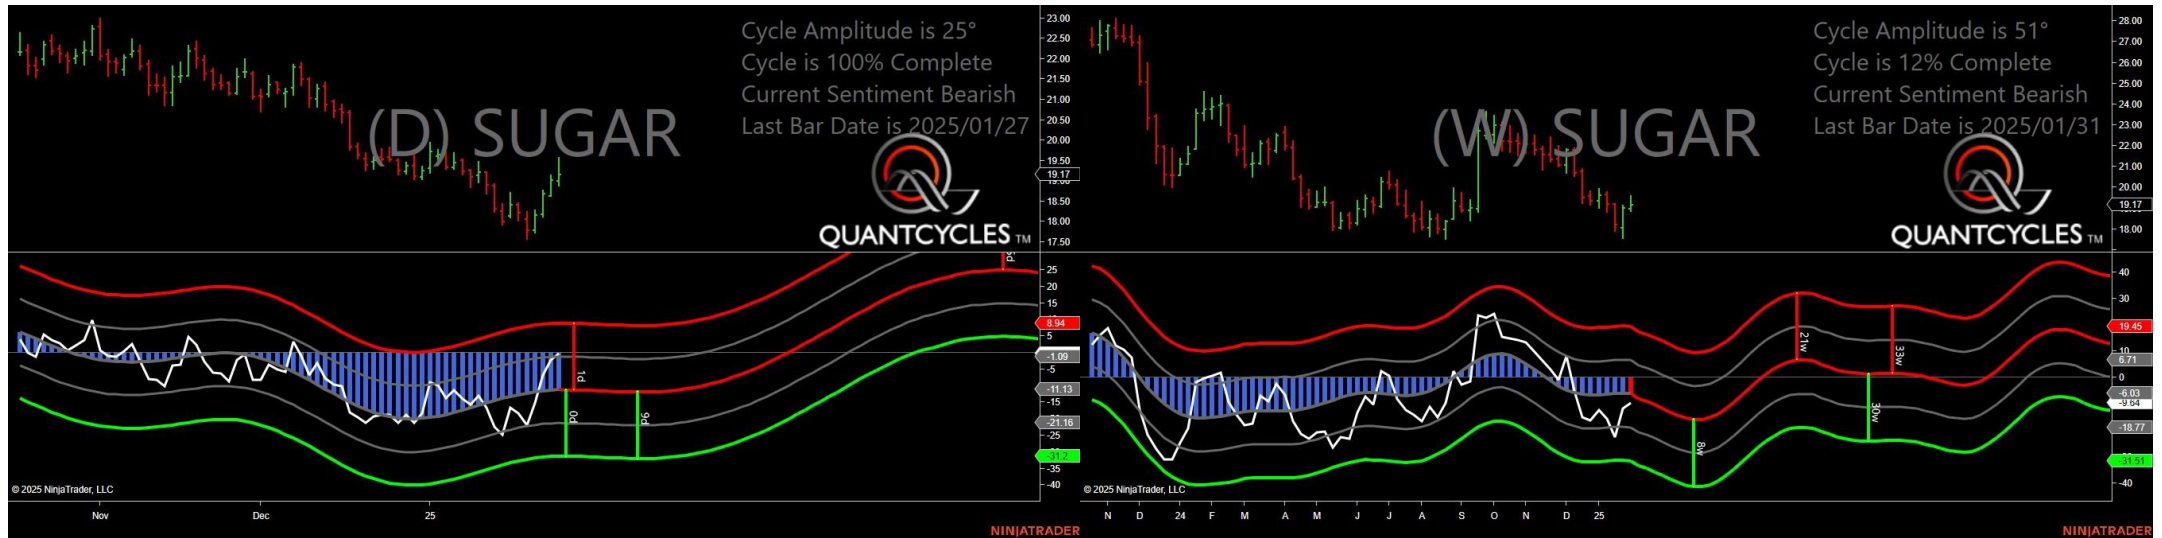 Cycle Amplitude is 25°
Cycle is 100% Complete
Current Sentiment Bearish
Last Bar Date is 2025/01/27
(D) SUGAR
QUANTCYCLES TM
23.00
22.50
22.00
21.50
21.00
20.50
20.00
19.50
19.17
19.00
18.50
18.00
17.50
25
20
15
8.94
5
-1.09
-5
-11.13
-15
-21.16
-25
-31.2
-35
-40
1d
0d
9d
© 2025 NinjaTrader, LLC
Nov
Dec
25
NINJATRADER
Cycle Amplitude is 51°
Cycle is 12% Complete
Current Sentiment Bearish
Last Bar Date is 2025/01/31
(W) SUGAR
QUANTCYCLES TM
28.00
27.00
26.00
25.00
24.00
23.00
22.00
21.00
20.00
19.17
18.00
40
30
19.45
10
6.71
0
-6.03
-9.64
-18.77
-31.51
-40
21w
33w
8w
30w
© 2025 NinjaTrader, LLC
N D 24 F M A M J J A S O N D 25
NINJATRADER